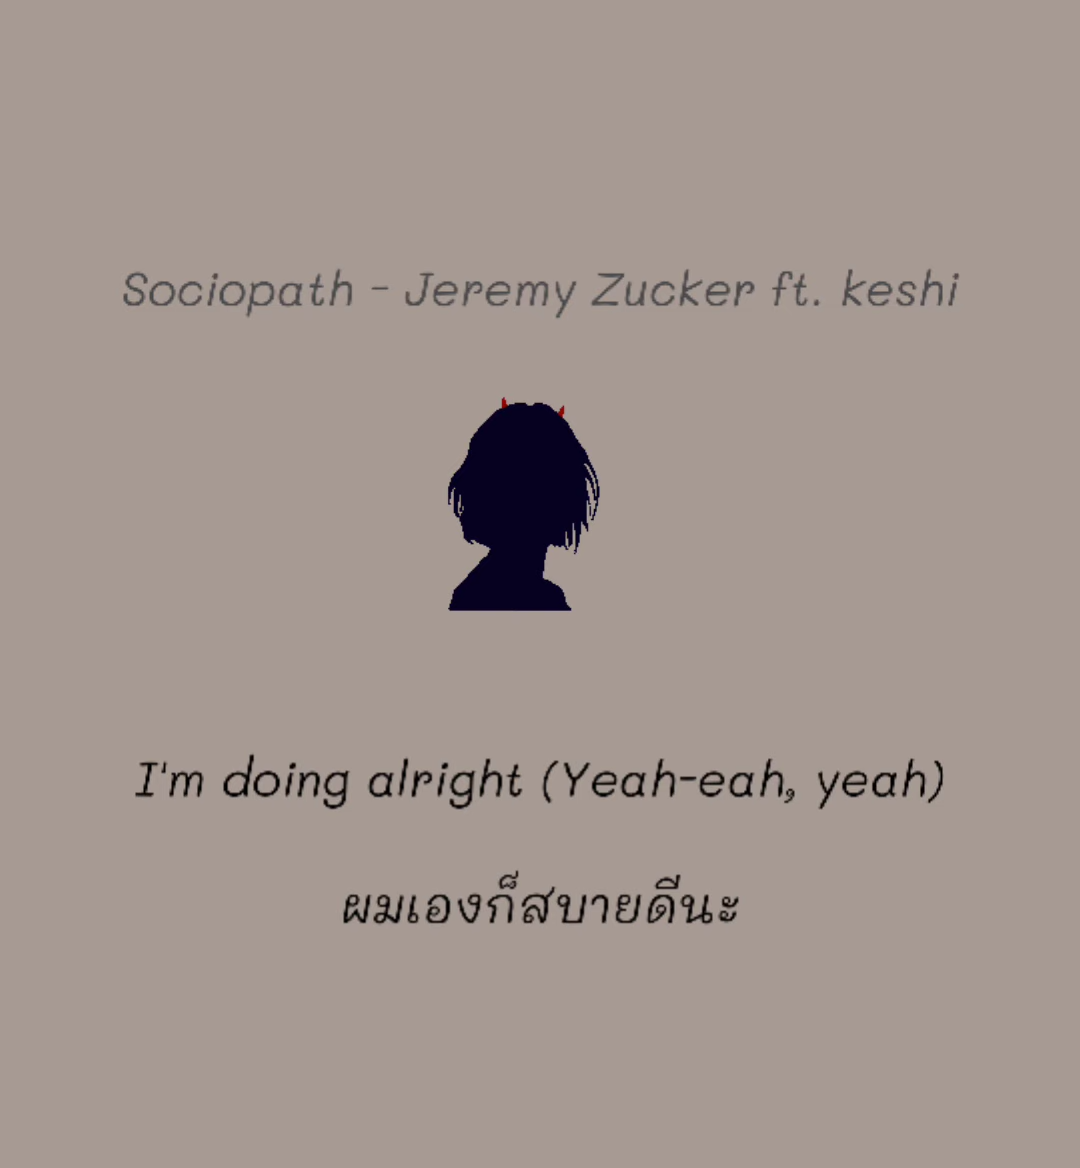 Sociopath - Jeremy Zucker ft. keshi
I'm doing alright (Yeah-eah, yeah)
ผมเองก็สบายดีนะ